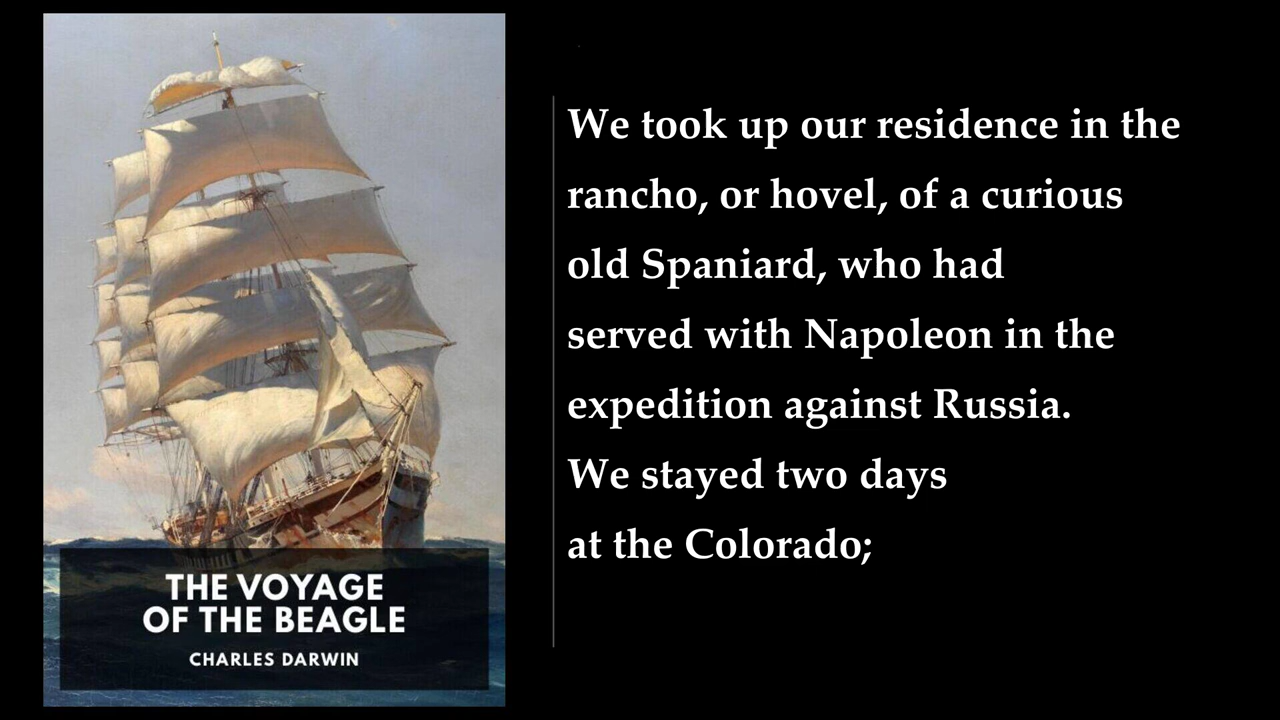 THE VOYAGE
OF THE BEAGLE
CHARLES DARWIN
We took up our residence in the
rancho, or hovel, of a curious
old Spaniard, who had
served with Napoleon in the
expedition against Russia.
We stayed two days
at the Colorado;